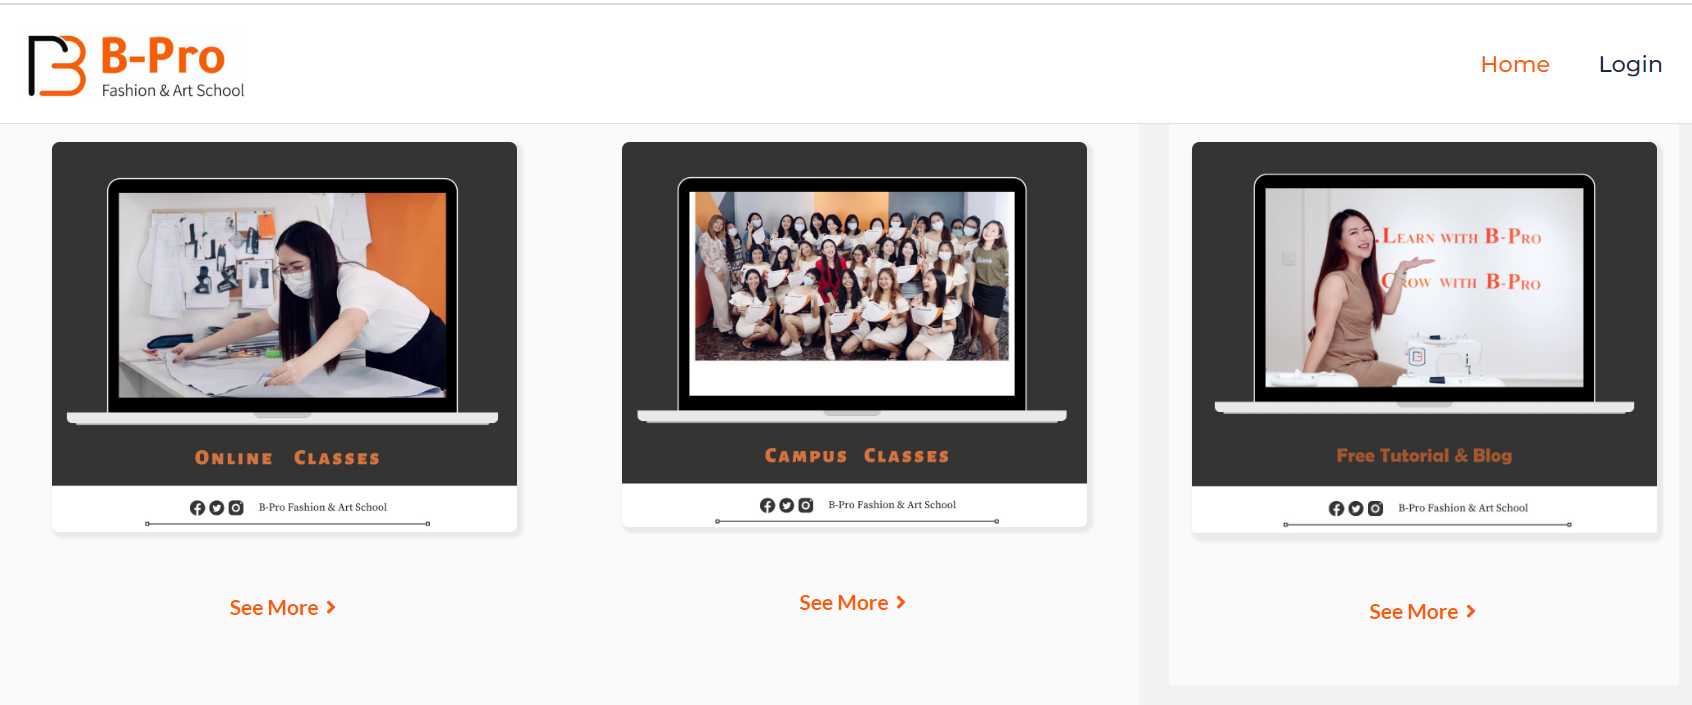 B-Pro
Fashion & Art School
Home
Login
.Learn with B-Pro
Grow with B-Pro
Online Classes
Campus Classes
Free Tutorial & Blog
B-Pro Fashion & Art School
B-Pro Fashion & Art School
B-Pro Fashion & Art School
See More
See More
See More